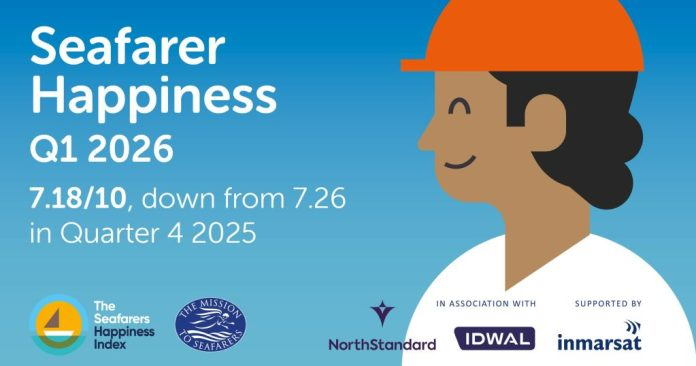 Seafarer
Happiness
Q1 2026
7.18/10, down from 7.26
in Quarter 4 2025
The
Seafarers
Happiness
Index
THE MISSION
TO SEAFARERS
NorthStandard
IN ASSOCIATION WITH
IDWAL
SUPPORTED BY
inmarsat